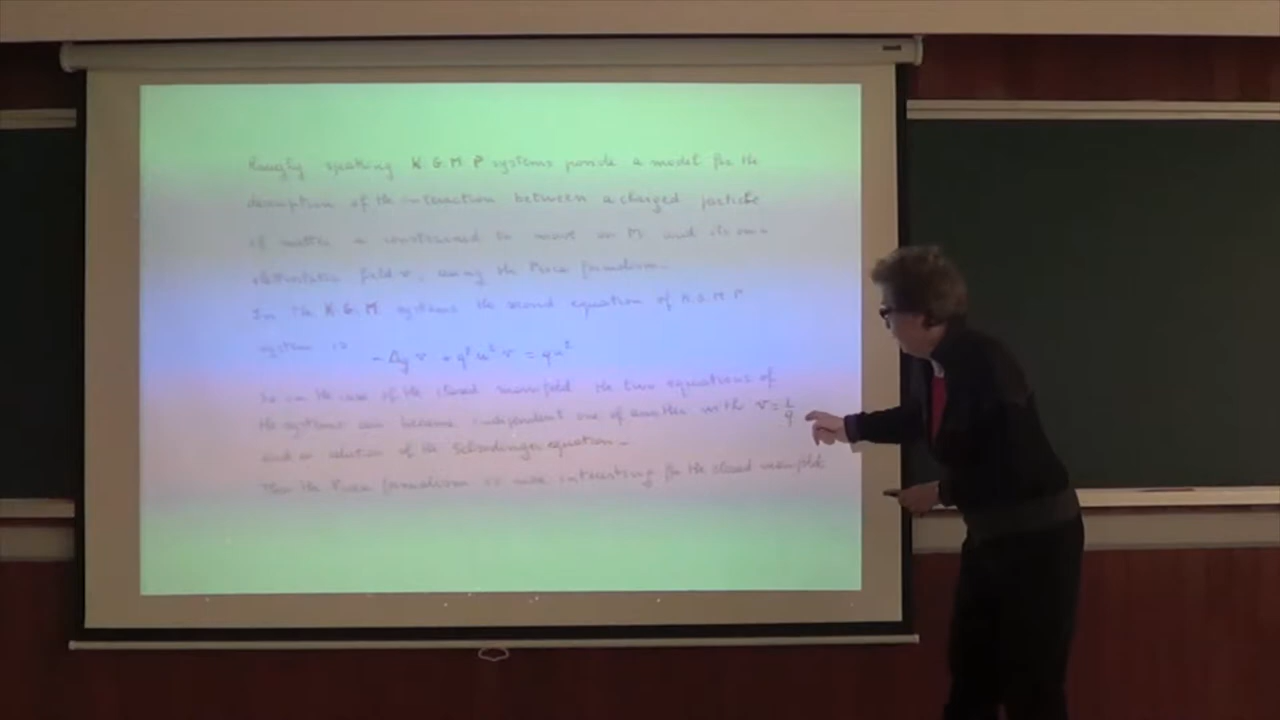 Roughly speaking K.G.M.P systems provide a model for the
description of the interaction between a charged particle
of matter u constrained to move on M and its own
electrostatic field v, using the Proca formalism.
In the K.G.M systems the second equation of K.G.M.P
system is -Δg v + q² u² v = qu²
So in the case of the closed manifold the two equations of
the systems become independent one of another with v = 1/q
and u solution of the Schrodinger equation.
Then the Proca formalism is more interesting for the closed manifold